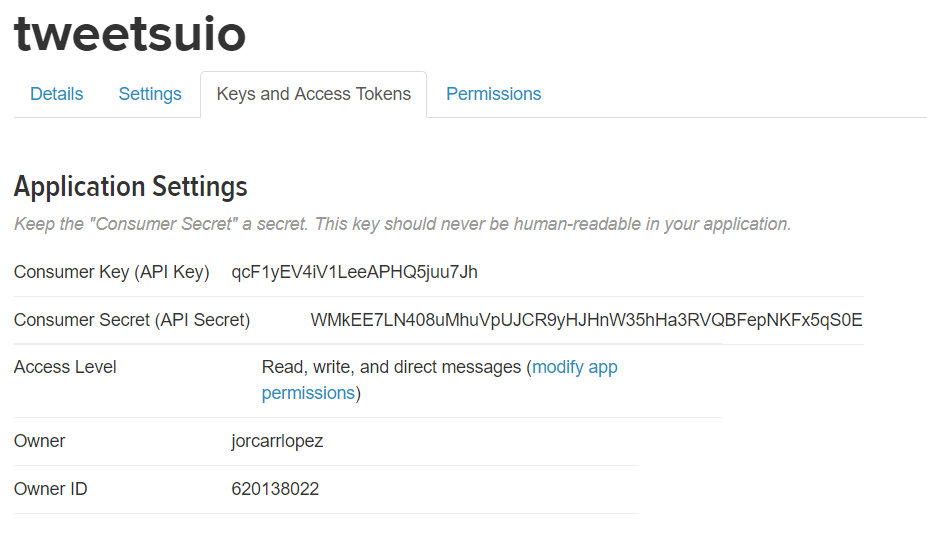 tweetsuio
Details Settings Keys and Access Tokens Permissions
Application Settings
Keep the "Consumer Secret" a secret. This key should never be human-readable in your application.
Consumer Key (API Key) qcF1yEV4iV1LeeAPHQ5juu7Jh
Consumer Secret (API Secret) WMkEE7LN408uMhuVpUJCR9yHJHnW35hHa3RVQBFepNKFx5qS0E
Access Level Read, write, and direct messages (modify app
permissions)
Owner jorcarrlopez
Owner ID 620138022